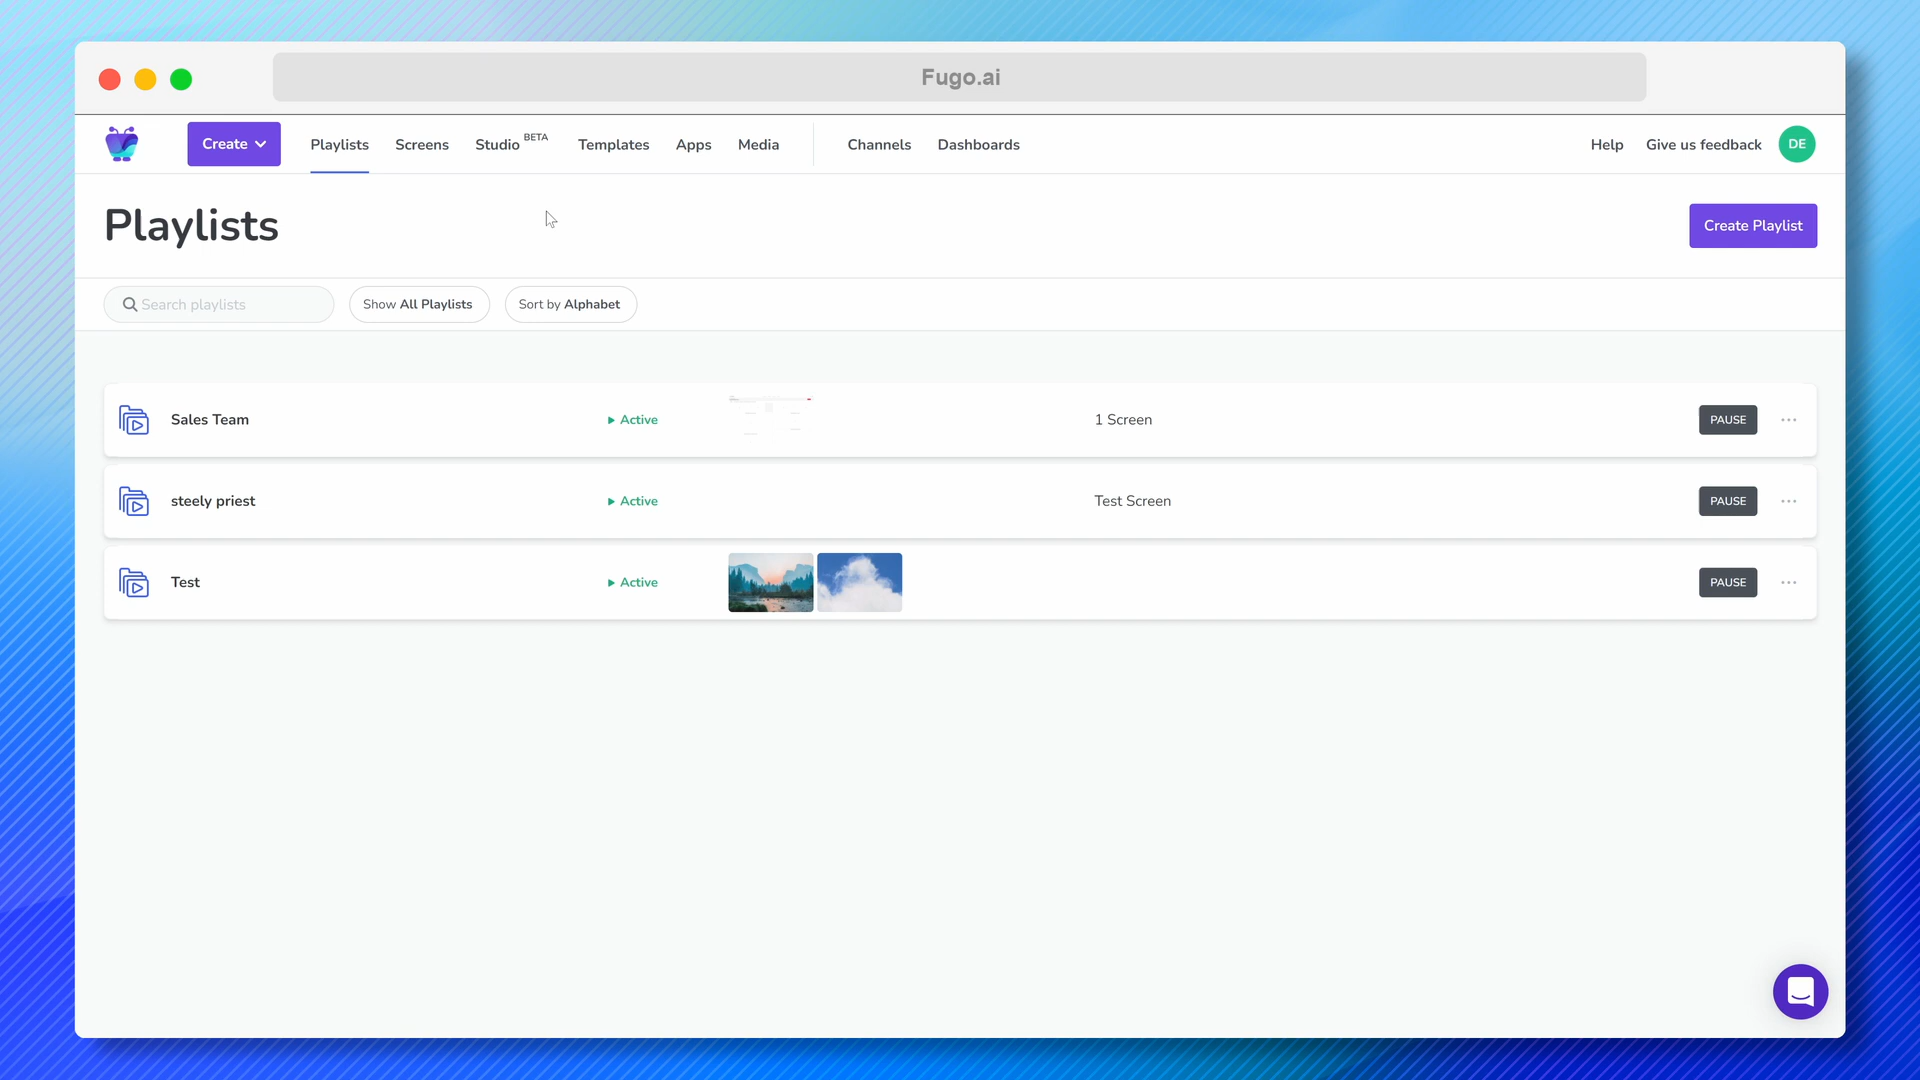 Fugo.ai
Create Playlists Screens Studio BETA Templates Apps Media Channels Dashboards Help Give us feedback DE
Playlists
Create Playlist
Search playlists Show All Playlists Sort by Alphabet
Sales Team Active 1 Screen PAUSE
steely priest Active Test Screen PAUSE
Test Active PAUSE